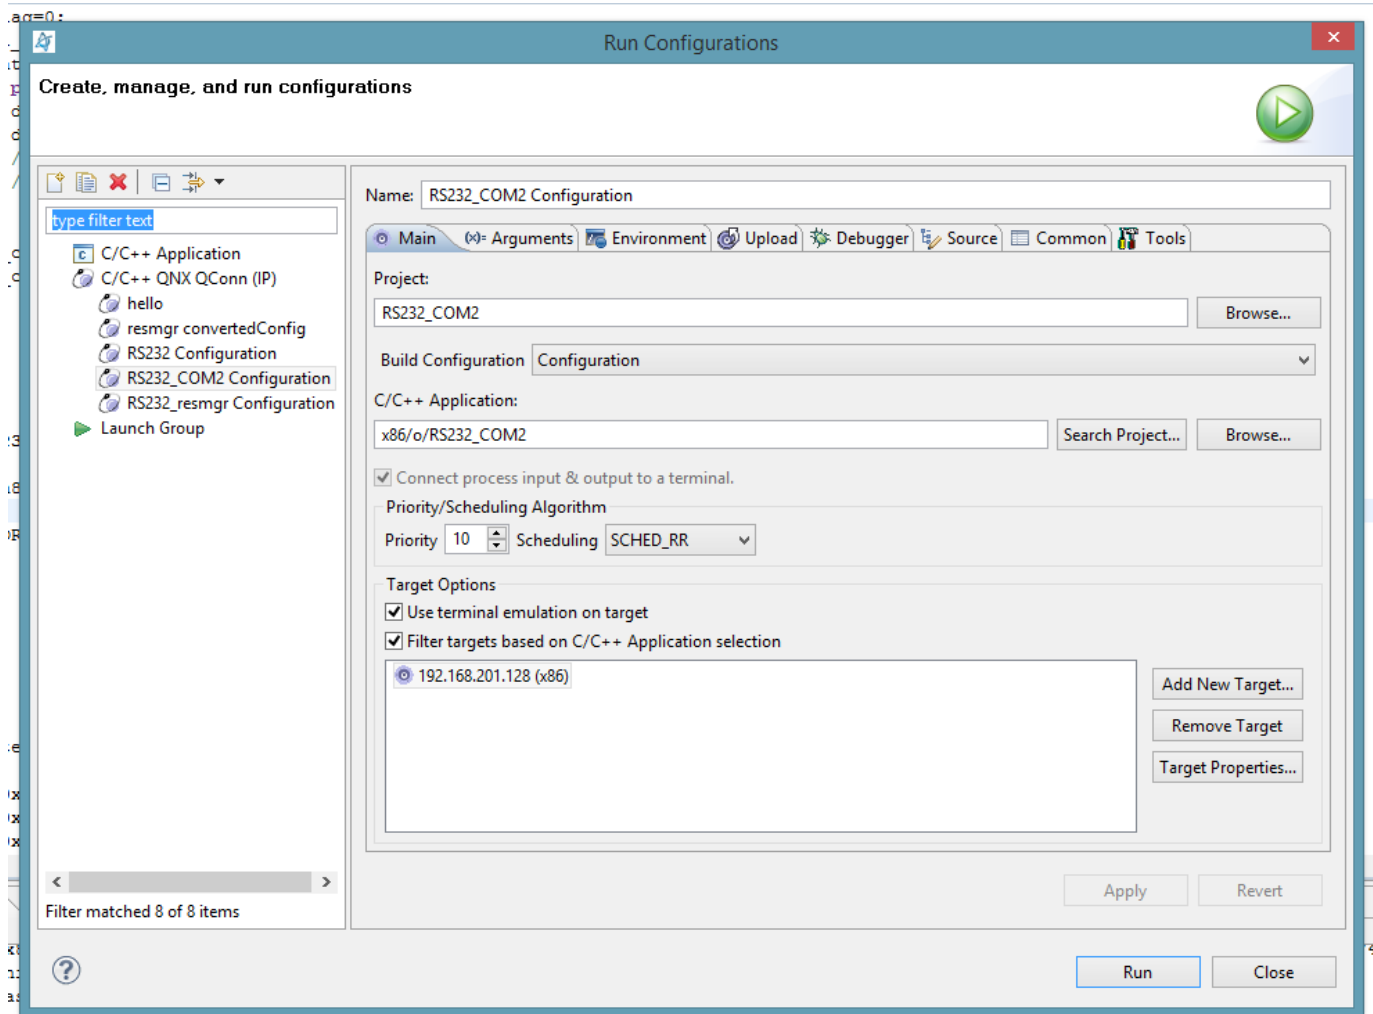 ag=0;
Run Configurations
Create, manage, and run configurations
type filter text
C/C++ Application
C/C++ QNX QConn (IP)
hello
resmgr convertedConfig
RS232 Configuration
RS232_COM2 Configuration
RS232_resmgr Configuration
Launch Group
Filter matched 8 of 8 items
Name: RS232_COM2 Configuration
Main (x)= Arguments Environment Upload Debugger Source Common Tools
Project:
RS232_COM2 Browse...
Build Configuration Configuration
C/C++ Application:
x86/o/RS232_COM2 Search Project... Browse...
Connect process input & output to a terminal.
Priority/Scheduling Algorithm
Priority 10 Scheduling SCHED_RR
Target Options
Use terminal emulation on target
Filter targets based on C/C++ Application selection
192.168.201.128 (x86)
Add New Target...
Remove Target
Target Properties...
Apply Revert
Run Close